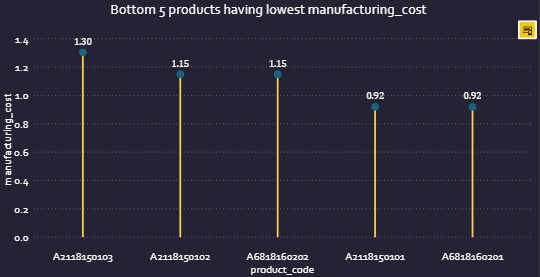 Bottom 5 products having lowest manufacturing_cost
manufacturing_cost
1.4
1.2
1.0
0.8
0.6
0.4
0.2
0.0
1.30
1.15
1.15
0.92
0.92
A2118150103
A2118150102
A6818160202
A2118150101
A6818160201
product_code